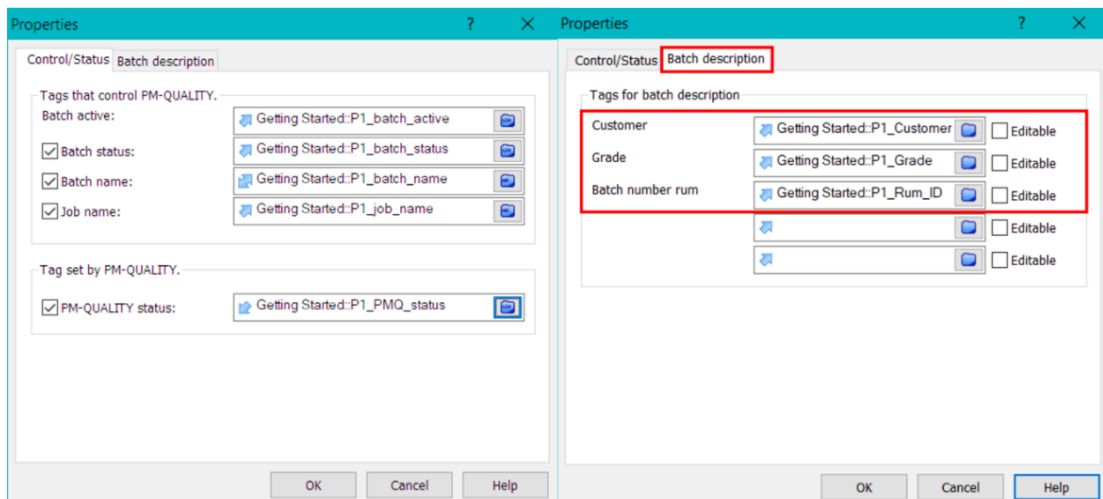 Properties ? ×
Control/Status Batch description
Tags that control PM-QUALITY.
Batch active: Getting Started::P1_batch_active
Batch status: Getting Started::P1_batch_status
Batch name: Getting Started::P1_batch_name
Job name: Getting Started::P1_job_name
Tag set by PM-QUALITY.
PM-QUALITY status: Getting Started::P1_PMQ_status
OK Cancel Help
Properties ? ×
Control/Status Batch description
Tags for batch description
Customer Getting Started::P1_Customer Editable
Grade Getting Started::P1_Grade Editable
Batch number rum Getting Started::P1_Rum_ID Editable
Editable
Editable
OK Cancel Help